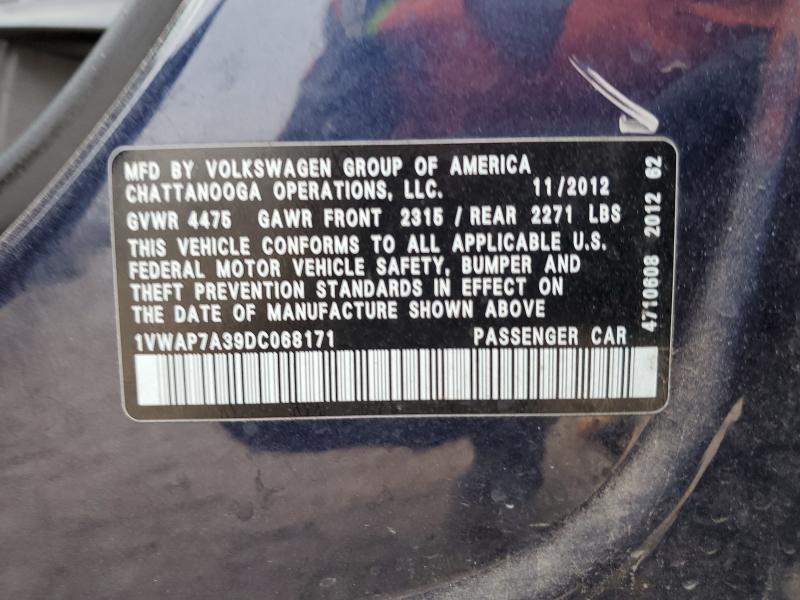 MFD BY VOLKSWAGEN GROUP OF AMERICA
CHATTANOOGA OPERATIONS, LLC. 11/2012
GVWR 4475 GAWR FRONT 2315 / REAR 2271 LBS
THIS VEHICLE CONFORMS TO ALL APPLICABLE U.S.
FEDERAL MOTOR VEHICLE SAFETY, BUMPER AND
THEFT PREVENTION STANDARDS IN EFFECT ON
THE DATE OF MANUFACTURE SHOWN ABOVE
1VWAP7A39DC068171 PASSENGER CAR
4710608 2012 62